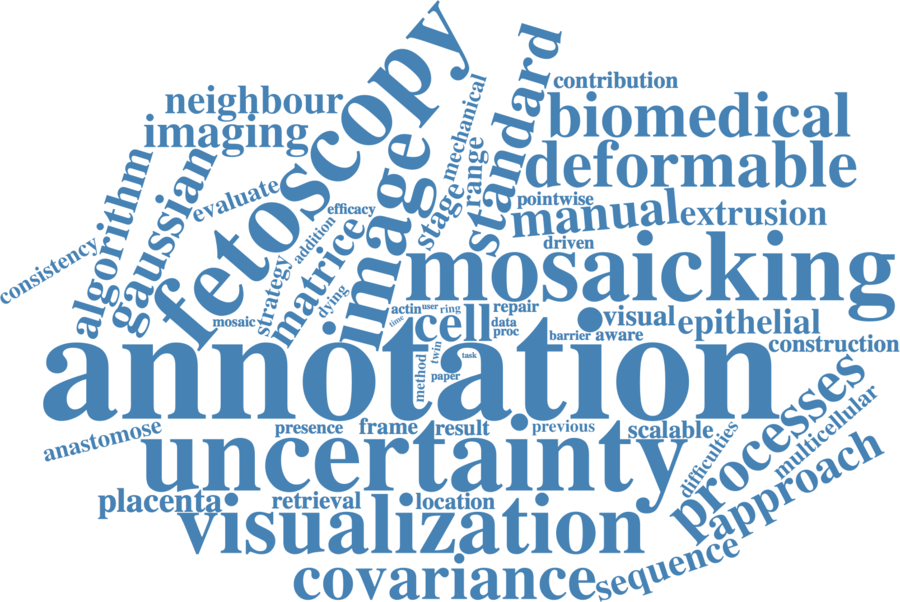 fetoscopy
standard
contribution
neighbour
biomedical
imaging
mechanical
deformable
algorithm
gaussian
image
stage
range
evaluate
pointwise
manual
extrusion
efficacy
addition
matrice
driven
consistency
strategy
mosaicking
dying
mosaic
actin
user
ring
repair
time
cell
data
proc
visual
epithelial
barrier
aware
construction
annotation
method
twin
task
paper
processes
multicellular
anastomose
presence
frame
result
previous
scalable
difficulties
uncertainty
approach
placenta
retrieval
location
visualization
sequence
covariance